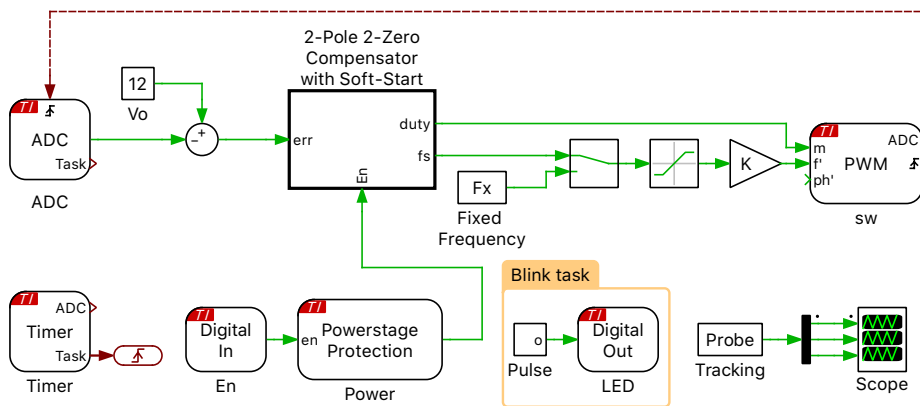 2-Pole 2-Zero
Compensator
with Soft-Start
TI
ADC
Task
ADC
12
Vo
−
+
err
duty
fs
En
Fx
Fixed
Frequency
K
TI
ADC
m
f'
ph'
PWM
sw
TI
ADC
Timer
Task
Timer
TI
Digital
In
En
TI
en
Powerstage
Protection
Power
Blink task
o
Pulse
TI
Digital
Out
LED
Probe
Tracking
Scope